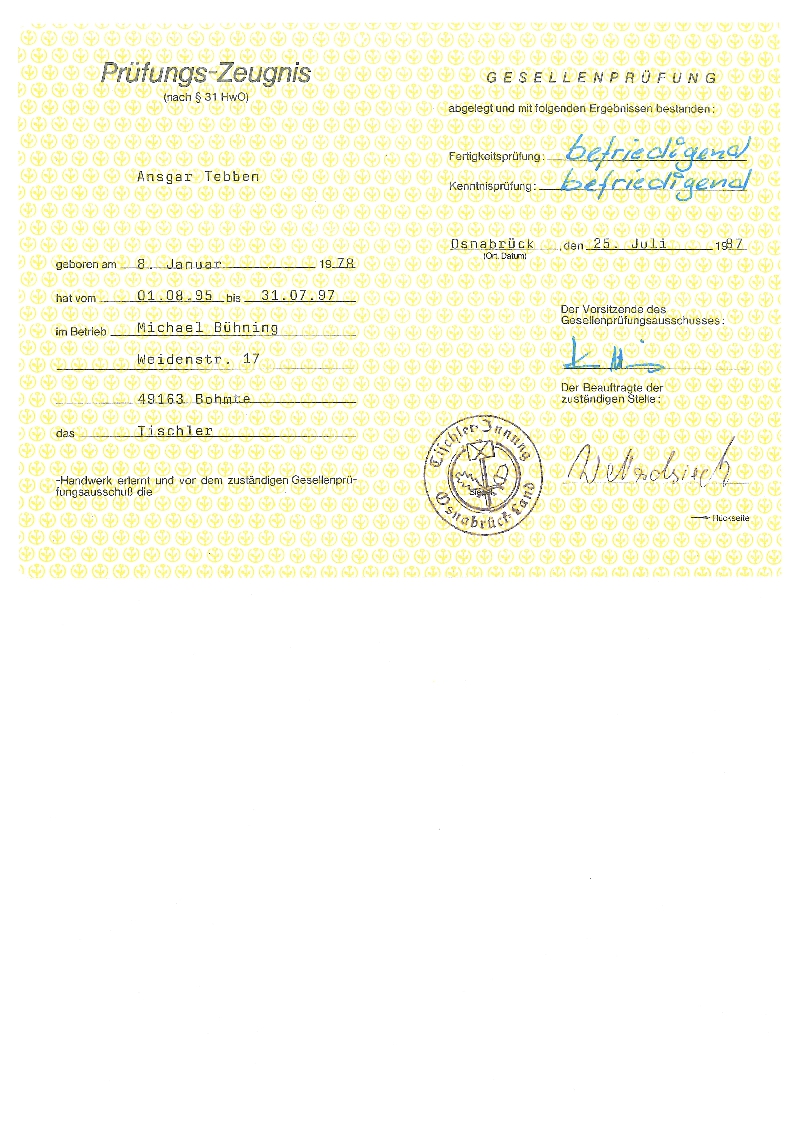 Prüfungs-Zeugnis
(nach § 31 HwO)
Ansgar Tebben
geboren am 8. Januar 1978
hat vom 01.08.95 bis 31.07.97
im Betrieb Michael Bühning
Weidenstr. 17
49163 Bohmte
das Tischler
-Handwerk erlernt und vor dem zuständigen Gesellenprü-
fungsausschuß die
GESELLENPRÜFUNG
abgelegt und mit folgenden Ergebnissen bestanden:
Fertigkeitsprüfung: befriedigend
Kenntnisprüfung: befriedigend
Osnabrück, den 25. Juli 1987
(Ort, Datum)
Der Vorsitzende des
Gesellenprüfungsausschusses:
Der Beauftragte der
zuständigen Stelle:
Tischler-Innung
Osnabrück-Land
Rückseite